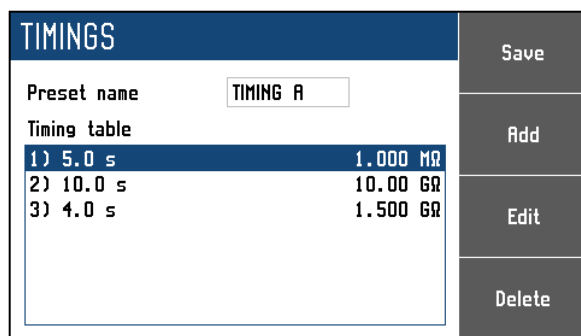 TIMINGS
Save
Preset name TIMING A
Timing table
Add
1) 5.0 s 1.000 MΩ
2) 10.0 s 10.00 GΩ
3) 4.0 s 1.500 GΩ
Edit
Delete